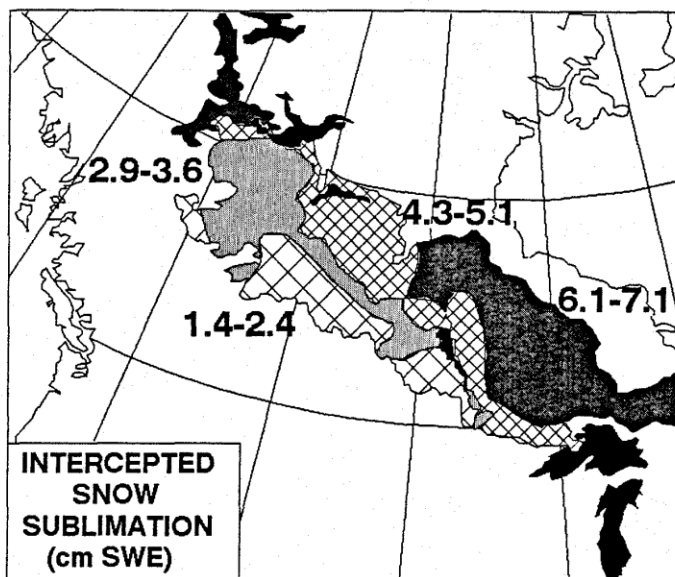 2.9-3.6
4.3-5.1
6.1-7.1
1.4-2.4
INTERCEPTED
SNOW
SUBLIMATION
(cm SWE)